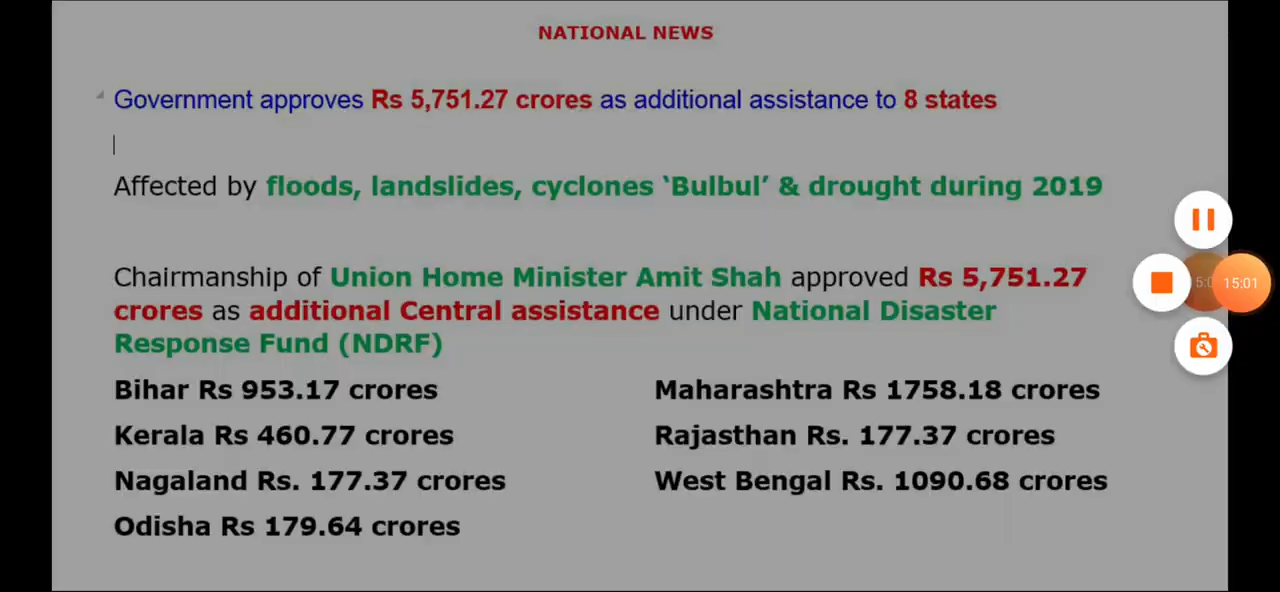 NATIONAL NEWS
Government approves Rs 5,751.27 crores as additional assistance to 8 states
Affected by floods, landslides, cyclones ‘Bulbul’ & drought during 2019
Chairmanship of Union Home Minister Amit Shah approved Rs 5,751.27
crores as additional Central assistance under National Disaster
Response Fund (NDRF)
Bihar Rs 953.17 crores
Maharashtra Rs 1758.18 crores
Kerala Rs 460.77 crores
Rajasthan Rs. 177.37 crores
Nagaland Rs. 177.37 crores
West Bengal Rs. 1090.68 crores
Odisha Rs 179.64 crores
15:01